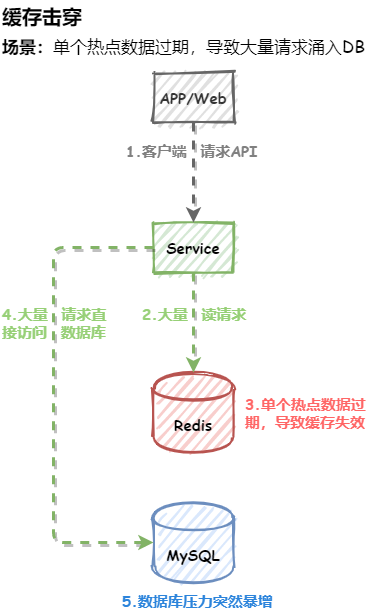 缓存击穿
场景：单个热点数据过期，导致大量请求涌入DB
APP/Web
1.客户端 请求API
Service
4.大量 请求直
接访问 数据库
2.大量 读请求
3.单个热点数据过
期，导致缓存失效
Redis
MySQL
5.数据库压力突然暴增